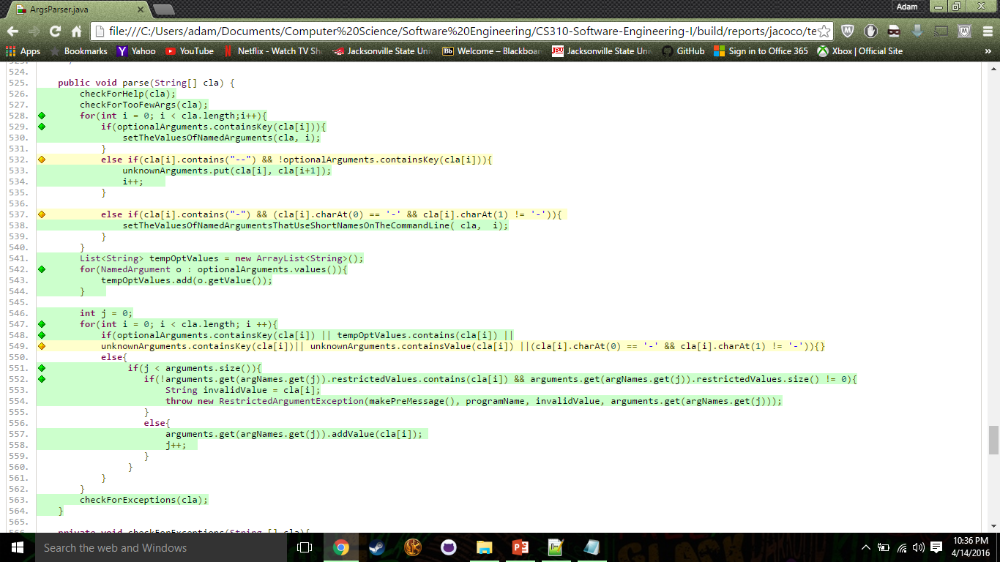 ArgsParser.java
Adam
file:///C:/Users/adam/Documents/Computer%20Science/Software%20Engineering/CS310-Software-Engineering-I/build/reports/jacoco/te
Apps Bookmarks Yahoo YouTube Netflix - Watch TV Sho Jacksonville State Uni Bb Welcome – Blackboar JSU Jacksonville State Uni GitHub Sign in to Office 365 Xbox | Official Site »
524.
525. public void parse(String[] cla) {
526. checkForHelp(cla);
527. checkForTooFewArgs(cla);
528. for(int i = 0; i < cla.length;i++){
529. if(optionalArguments.containsKey(cla[i])){
530. setTheValuesOfNamedArguments(cla, i);
531. }
532. else if(cla[i].contains("--") && !optionalArguments.containsKey(cla[i])){
533. unknownArguments.put(cla[i], cla[i+1]);
534. i++;
535. }
536.
537. else if(cla[i].contains("-") && (cla[i].charAt(0) == '-' && cla[i].charAt(1) != '-')){
538. setTheValuesOfNamedArgumentsThatUseShortNamesOnTheCommandLine( cla, i);
539. }
540. }
541. List<String> tempOptValues = new ArrayList<String>();
542. for(NamedArgument o : optionalArguments.values()){
543. tempOptValues.add(o.getValue());
544. }
545.
546. int j = 0;
547. for(int i = 0; i < cla.length; i ++){
548. if(optionalArguments.containsKey(cla[i]) || tempOptValues.contains(cla[i]) ||
549. unknownArguments.containsKey(cla[i])|| unknownArguments.containsValue(cla[i]) ||(cla[i].charAt(0) == '-' && cla[i].charAt(1) != '-')){}
550. else{
551. if(j < arguments.size()){
552. if(!arguments.get(argNames.get(j)).restrictedValues.contains(cla[i]) && arguments.get(argNames.get(j)).restrictedValues.size() != 0){
553. String invalidValue = cla[i];
554. throw new RestrictedArgumentException(makePreMessage(), programName, invalidValue, arguments.get(argNames.get(j)));
555. }
556. else{
557. arguments.get(argNames.get(j)).addValue(cla[i]);
558. j++;
559. }
560. }
561. }
562. }
563. checkForExceptions(cla);
564. }
565.
566. private void checkForExceptions(String [] cla){
Search the web and Windows
10:36 PM
4/14/2016